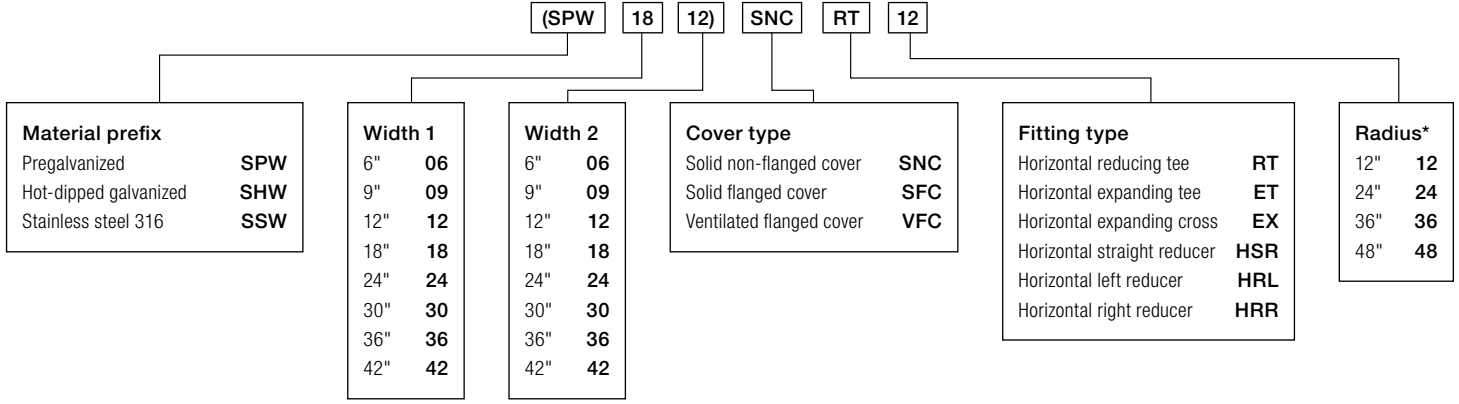 (SPW 18 12) SNC RT 12
Material prefix
Pregalvanized SPW
Hot-dipped galvanized SHW
Stainless steel 316 SSW
Width 1
6" 06
9" 09
12" 12
18" 18
24" 24
30" 30
36" 36
42" 42
Width 2
6" 06
9" 09
12" 12
18" 18
24" 24
30" 30
36" 36
42" 42
Cover type
Solid non-flanged cover SNC
Solid flanged cover SFC
Ventilated flanged cover VFC
Fitting type
Horizontal reducing tee RT
Horizontal expanding tee ET
Horizontal expanding cross EX
Horizontal straight reducer HSR
Horizontal left reducer HRL
Horizontal right reducer HRR
Radius*
12" 12
24" 24
36" 36
48" 48